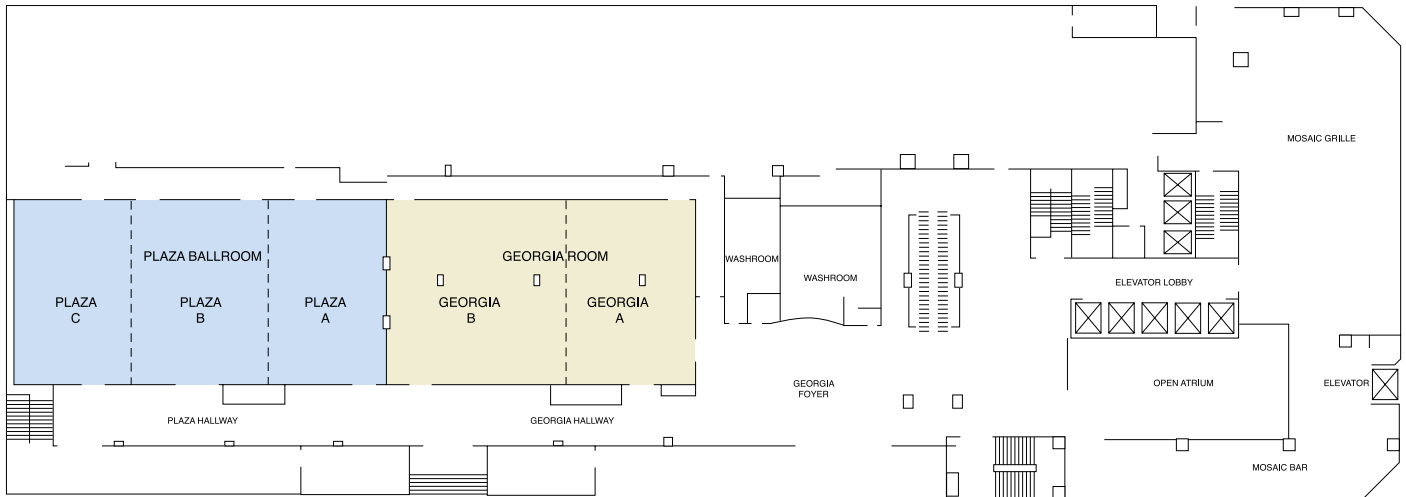 MOSAIC GRILLE
PLAZA BALLROOM
GEORGIA ROOM
WASHROOM
WASHROOM
ELEVATOR LOBBY
PLAZA
C
PLAZA
B
PLAZA
A
GEORGIA
B
GEORGIA
A
GEORGIA
FOYER
OPEN ATRIUM
ELEVATOR
PLAZA HALLWAY
GEORGIA HALLWAY
MOSAIC BAR